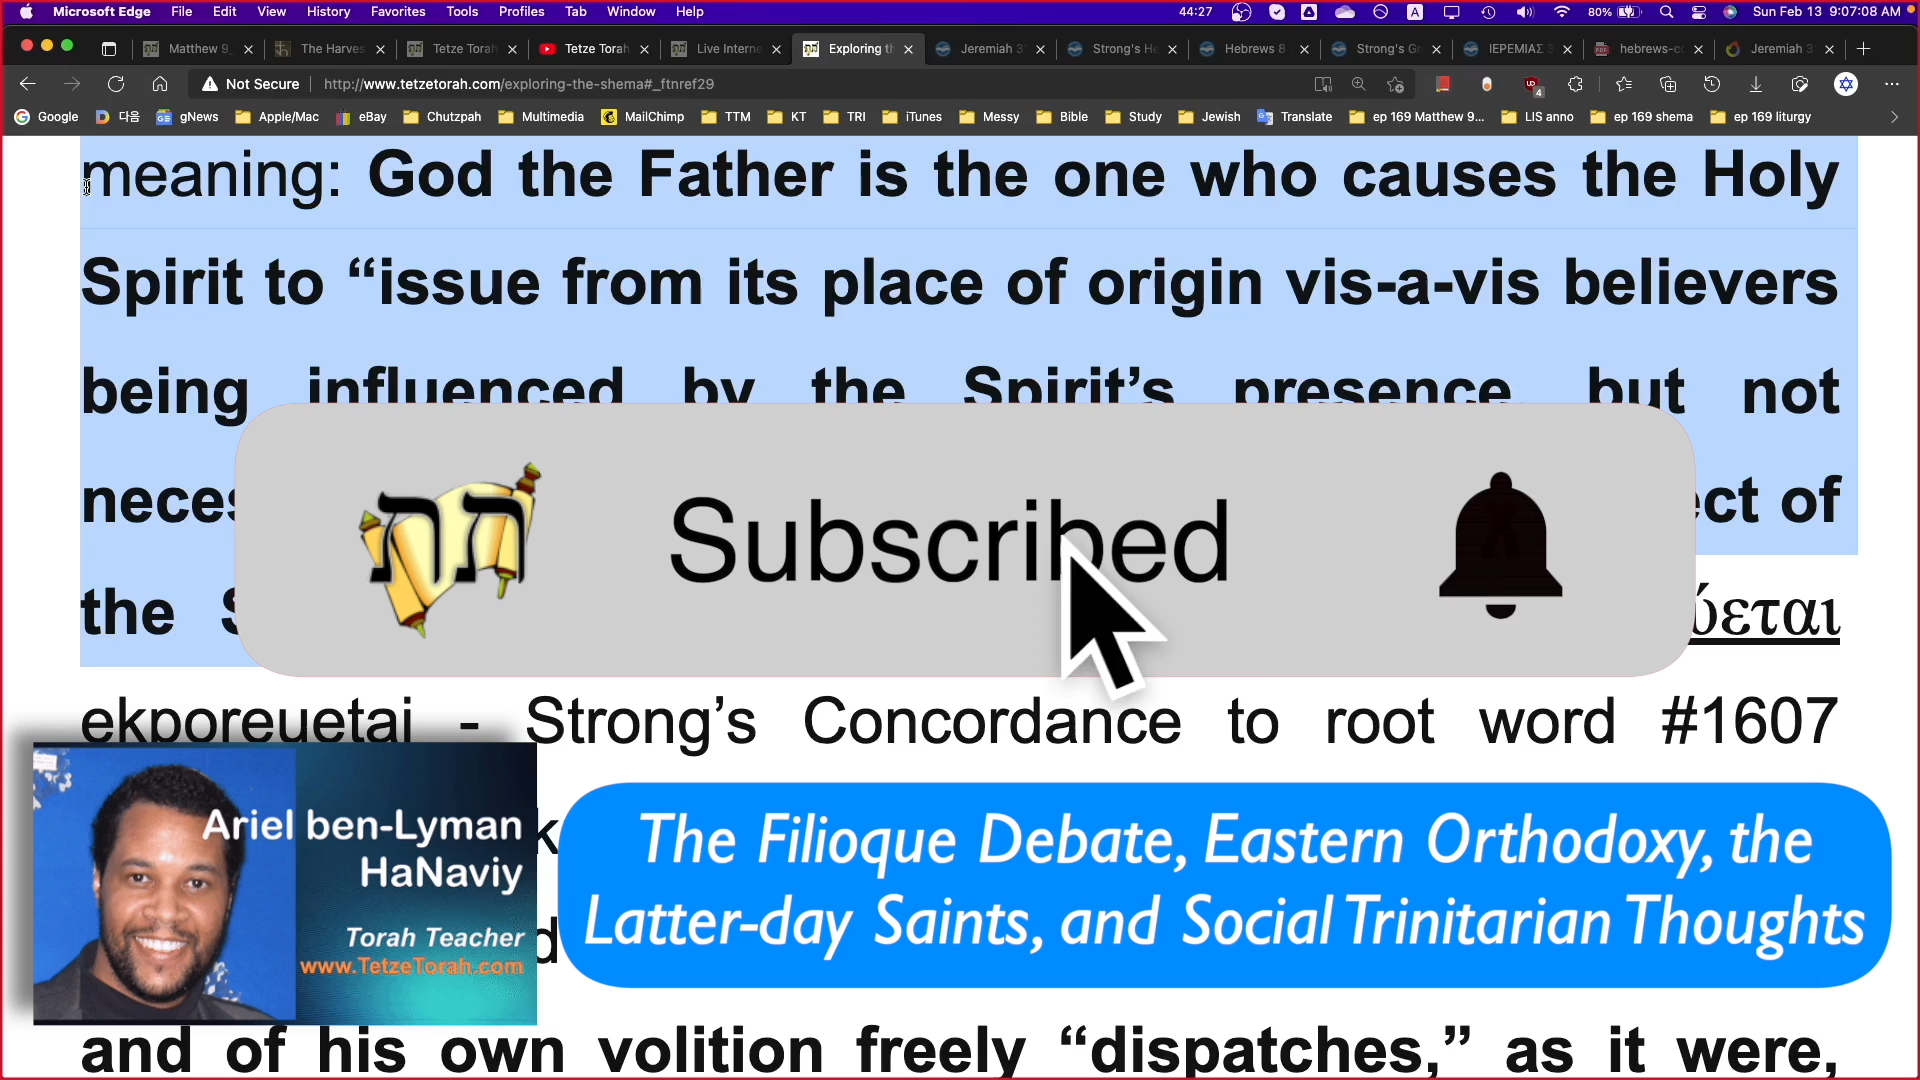 Microsoft Edge File Edit View History Favorites Tools Profiles Tab Window Help 44:27 A 80% Sun Feb 13 9:07:08 AM
Matthew 9_ The Harves Tetze Torah Tetze Torah Live Interne Exploring th Jeremiah 3 Strong's He Hebrews 8 Strong's Gr ΙΕΡΕΜΙΑΣ 3 hebrews-co Jeremiah 3
Not Secure http://www.tetzetorah.com/exploring-the-shema#_ftnref29
4
Google 다음 gNews Apple/Mac eBay Chutzpah Multimedia MailChimp TTM KT TRI iTunes Messy Bible Study Jewish Translate ep 169 Matthew 9... LIS anno ep 169 shema ep 169 liturgy
meaning: God the Father is the one who causes the Holy
Spirit to “issue from its place of origin vis-a-vis believers
being influenced by the Spirit’s presence, but not
neces ect of
תת
Subscribed
the S ύεται
ekporeuetai - Strong’s Concordance to root word #1607
Ariel ben-Lyman
HaNaviy
Torah Teacher
www.TetzeTorah.com
k
d
The Filioque Debate, Eastern Orthodoxy, the
Latter-day Saints, and Social Trinitarian Thoughts
and of his own volition freely “dispatches,” as it were,